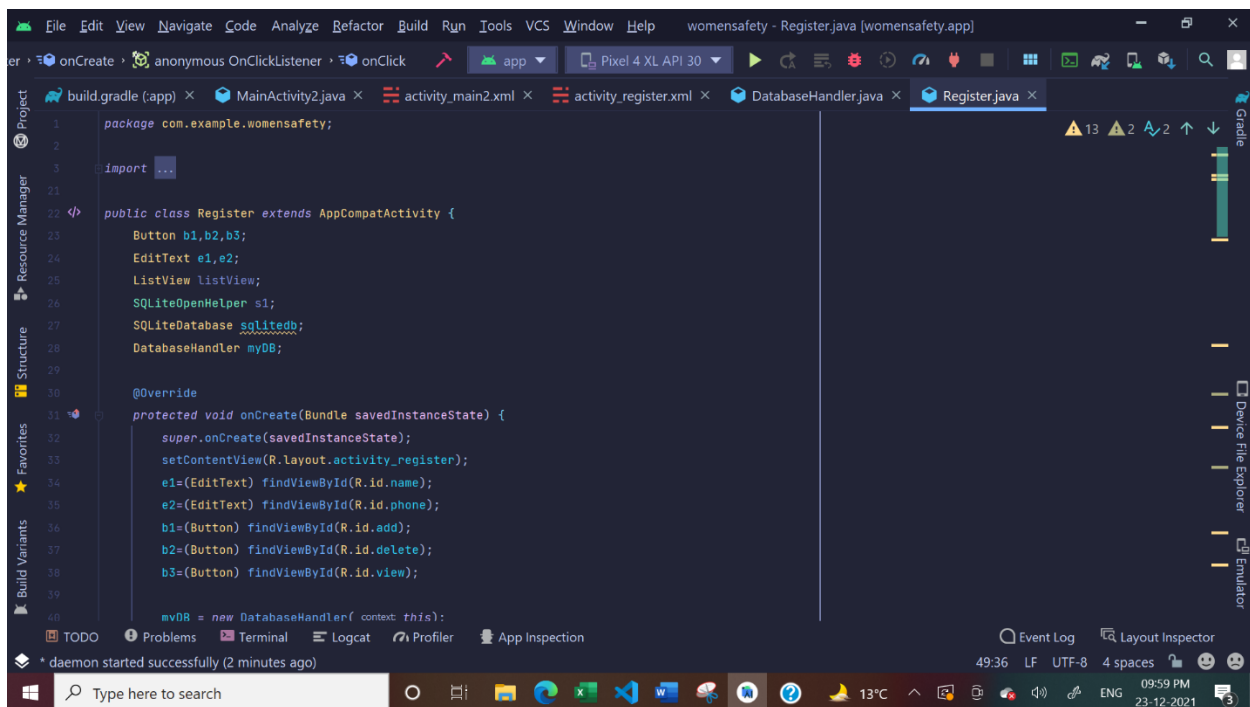 File Edit View Navigate Code Analyze Refactor Build Run Tools VCS Window Help womensafety - Register.java [womensafety.app]
er › onCreate › anonymous OnClickListener › onClick app Pixel 4 XL API 30
build.gradle (:app) MainActivity2.java activity_main2.xml activity_register.xml DatabaseHandler.java Register.java
Project
Resource Manager
Structure
Favorites
Build Variants
13 2 2
1 package com.example.womensafety;
2
3 import ...
21
22 public class Register extends AppCompatActivity {
23 Button b1,b2,b3;
24 EditText e1,e2;
25 ListView listView;
26 SQLiteOpenHelper s1;
27 SQLiteDatabase sqlitedb;
28 DatabaseHandler myDB;
29
30 @Override
31 protected void onCreate(Bundle savedInstanceState) {
32 super.onCreate(savedInstanceState);
33 setContentView(R.layout.activity_register);
34 e1=(EditText) findViewById(R.id.name);
35 e2=(EditText) findViewById(R.id.phone);
36 b1=(Button) findViewById(R.id.add);
37 b2=(Button) findViewById(R.id.delete);
38 b3=(Button) findViewById(R.id.view);
39
40 myDB = new DatabaseHandler( context: this);
Gradle
Device File Explorer
Emulator
TODO Problems Terminal Logcat Profiler App Inspection Event Log Layout Inspector
* daemon started successfully (2 minutes ago) 49:36 LF UTF-8 4 spaces
Type here to search 13°C ENG 09:59 PM
23-12-2021 3